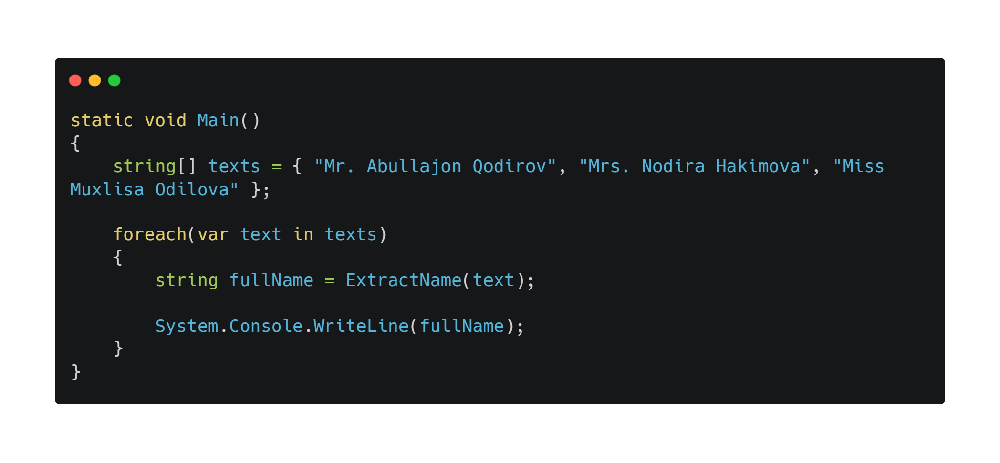 static void Main()
{
    string[] texts = { "Mr. Abullajon Qodirov", "Mrs. Nodira Hakimova", "Miss
Muxlisa Odilova" };

    foreach(var text in texts)
    {
        string fullName = ExtractName(text);

        System.Console.WriteLine(fullName);
    }
}